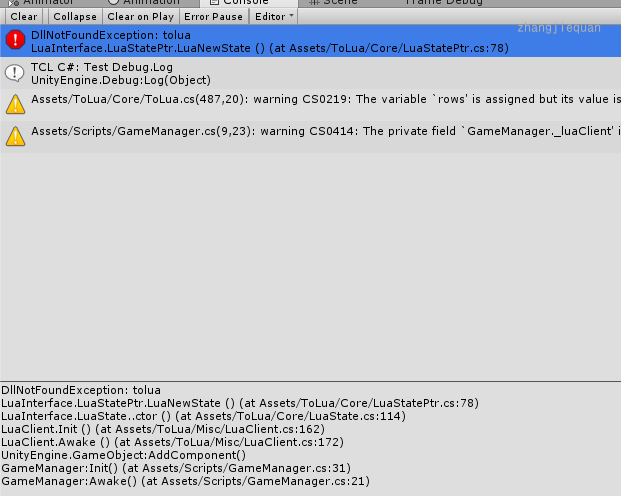 Animator Animation Console Scene Frame Debug
Clear Collapse Clear on Play Error Pause Editor
zhangjiequan
DllNotFoundException: tolua
LuaInterface.LuaStatePtr.LuaNewState () (at Assets/ToLua/Core/LuaStatePtr.cs:78)
TCL C#: Test Debug.Log
UnityEngine.Debug:Log(Object)
Assets/ToLua/Core/ToLua.cs(487,20): warning CS0219: The variable `rows' is assigned but its value is
Assets/Scripts/GameManager.cs(9,23): warning CS0414: The private field `GameManager._luaClient' i
DllNotFoundException: tolua
LuaInterface.LuaStatePtr.LuaNewState () (at Assets/ToLua/Core/LuaStatePtr.cs:78)
LuaInterface.LuaState..ctor () (at Assets/ToLua/Core/LuaState.cs:114)
LuaClient.Init () (at Assets/ToLua/Misc/LuaClient.cs:162)
LuaClient.Awake () (at Assets/ToLua/Misc/LuaClient.cs:172)
UnityEngine.GameObject:AddComponent()
GameManager:Init() (at Assets/Scripts/GameManager.cs:31)
GameManager:Awake() (at Assets/Scripts/GameManager.cs:21)